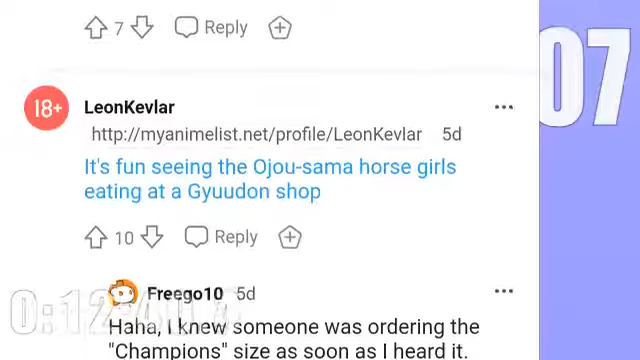 7 Reply
07
18+ LeonKevlar
http://myanimelist.net/profile/LeonKevlar 5d
It's fun seeing the Ojou-sama horse girls
eating at a Gyuudon shop
10 Reply
Freego10 5d
Haha, I knew someone was ordering the
"Champions" size as soon as I heard it.